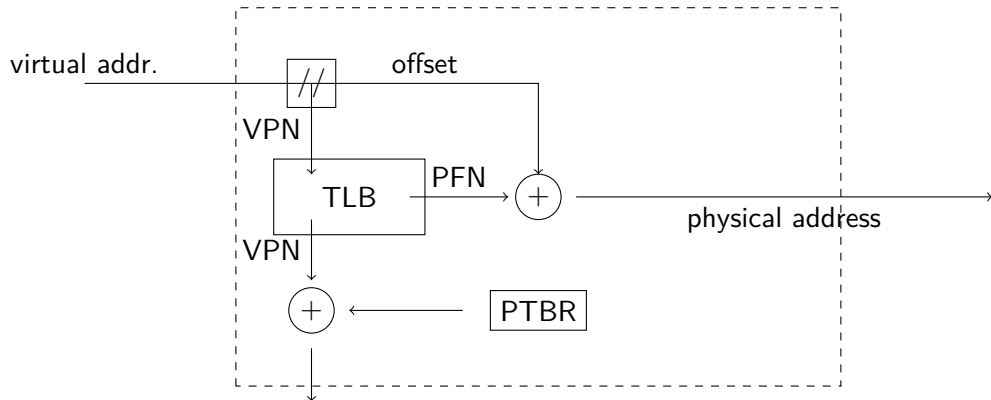 virtual addr.
//
offset
VPN
TLB
PFN
+
physical address
VPN
+
PTBR